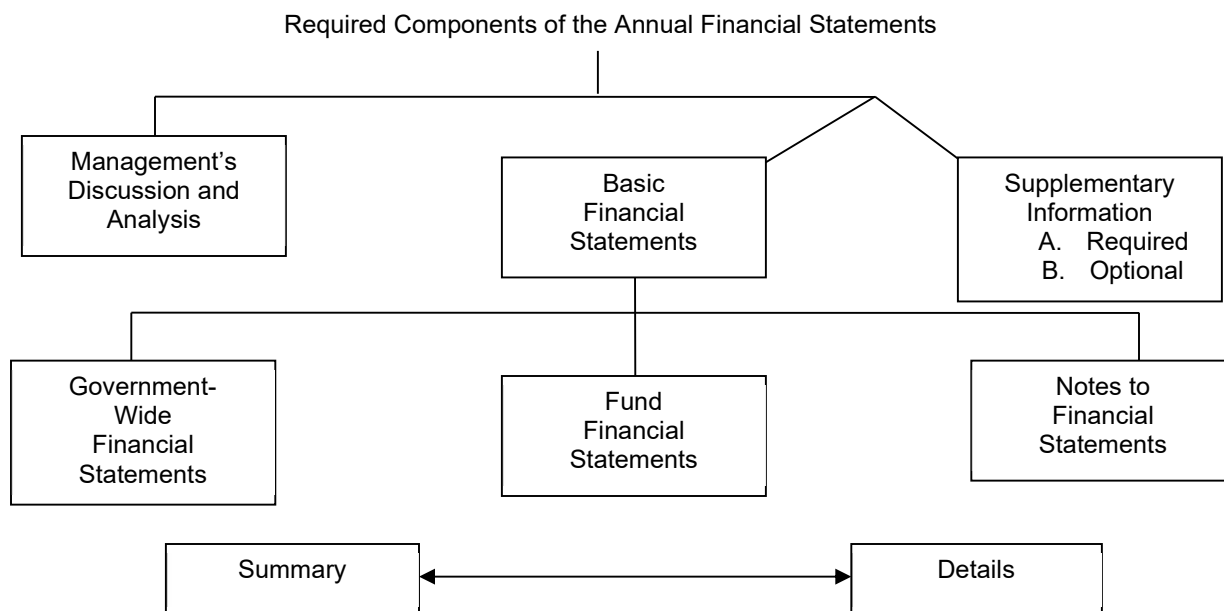 Required Components of the Annual Financial Statements
Management’s
Discussion and
Analysis
Basic
Financial
Statements
Supplementary
Information
A. Required
B. Optional
Government-
Wide
Financial
Statements
Fund
Financial
Statements
Notes to
Financial
Statements
Summary
Details